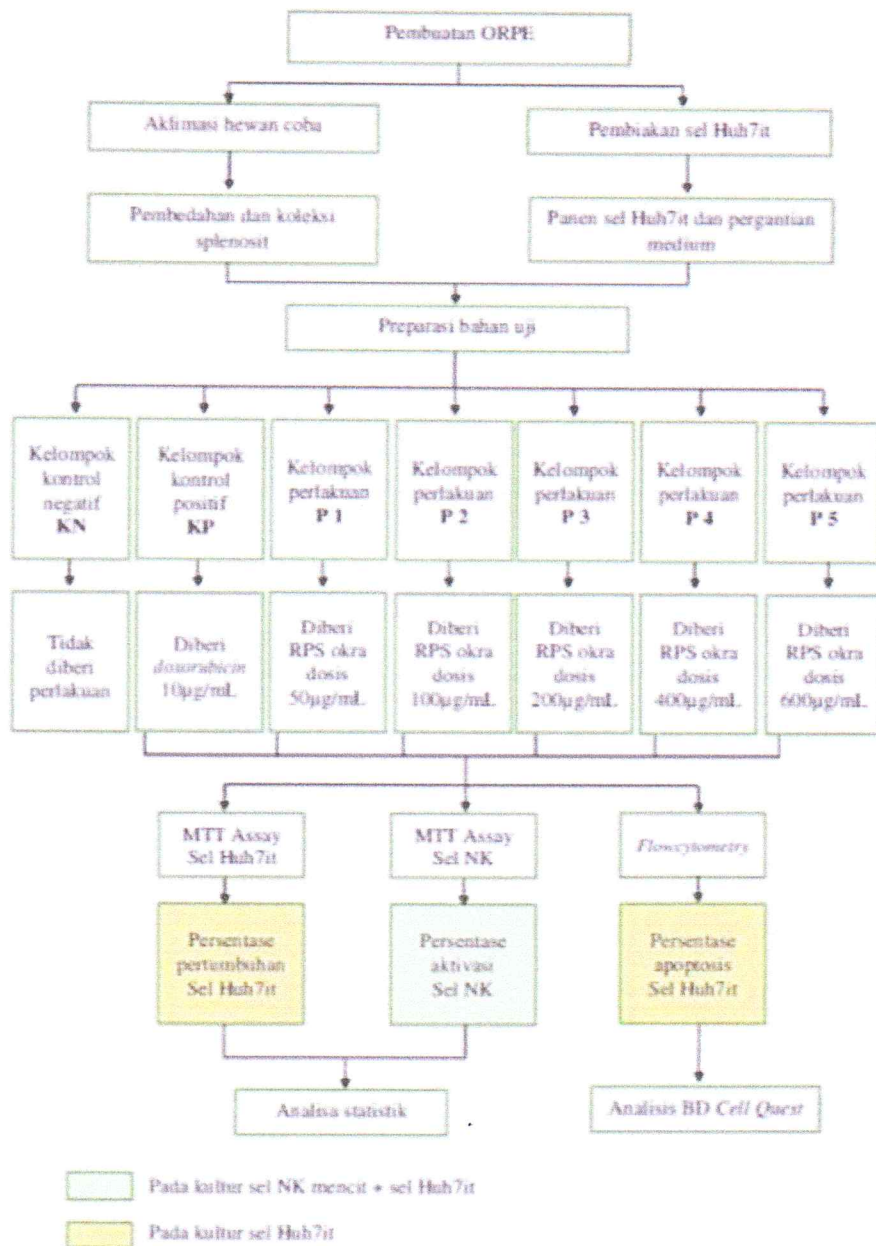 Pembuatan ORPE
Aklimasi hewan coba
Pembiakan sel Huh7it
Pembedahan dan koleksi
splenosit
Panen sel Huh7it dan pergantian
medium
Preparasi bahan uji
Kelompok
kontrol
negatif
KN
Kelompok
kontrol
positif
KP
Kelompok
perlakuan
P 1
Kelompok
perlakuan
P 2
Kelompok
perlakuan
P 3
Kelompok
perlakuan
P 4
Kelompok
perlakuan
P 5
Tidak
diberi
perlakuan
Diberi
doxorubicin
10µg/mL
Diberi
RPS okra
dosis
50µg/mL
Diberi
RPS okra
dosis
100µg/mL
Diberi
RPS okra
dosis
200µg/mL
Diberi
RPS okra
dosis
400µg/mL
Diberi
RPS okra
dosis
600µg/mL
MTT Assay
Sel Huh7it
MTT Assay
Sel NK
Flowcytometry
Persentase
pertumbuhan
Sel Huh7it
Persentase
aktivasi
Sel NK
Persentase
apoptosis
Sel Huh7it
Analisa statistik
Analisis BD Cell Quest
Pada kultur sel NK mencit + sel Huh7it
Pada kultur sel Huh7it